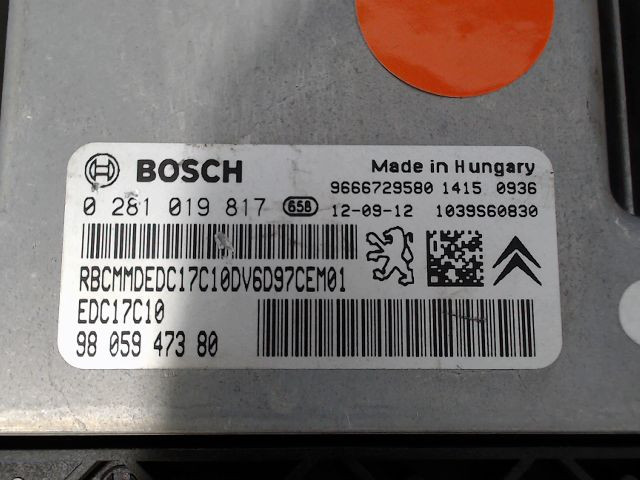 BOSCH
Made in Hungary
9666729580 1415 0936
0 281 019 817 658 12-09-12 1039S60830
RBCMMDEDC17C10DV6D97CEM01
EDC17C10
98 059 473 80